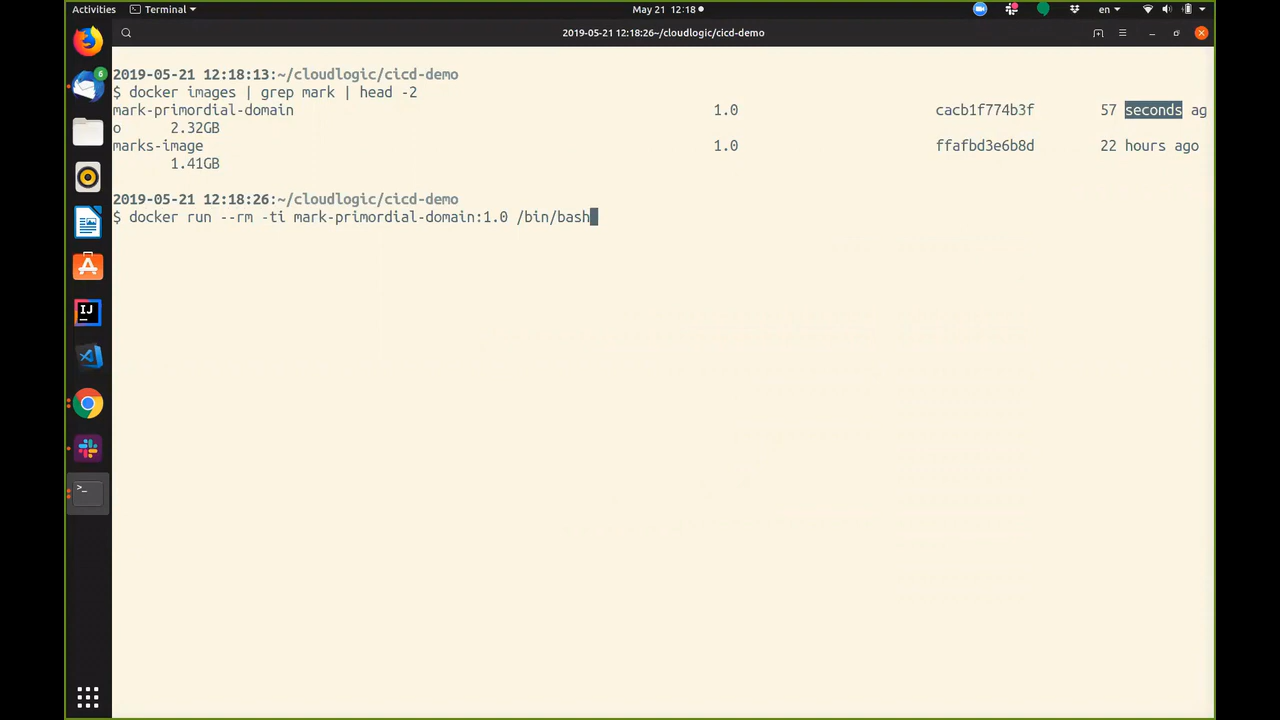 Activities Terminal May 21 12:18 en
2019-05-21 12:18:26~/cloudlogic/cicd-demo
6
2019-05-21 12:18:13:~/cloudlogic/cicd-demo
$ docker images | grep mark | head -2
mark-primordial-domain 1.0 cacb1f774b3f 57 seconds ag
o 2.32GB
marks-image 1.0 ffafbd3e6b8d 22 hours ago
1.41GB
2019-05-21 12:18:26:~/cloudlogic/cicd-demo
$ docker run --rm -ti mark-primordial-domain:1.0 /bin/bash
IJ
>_